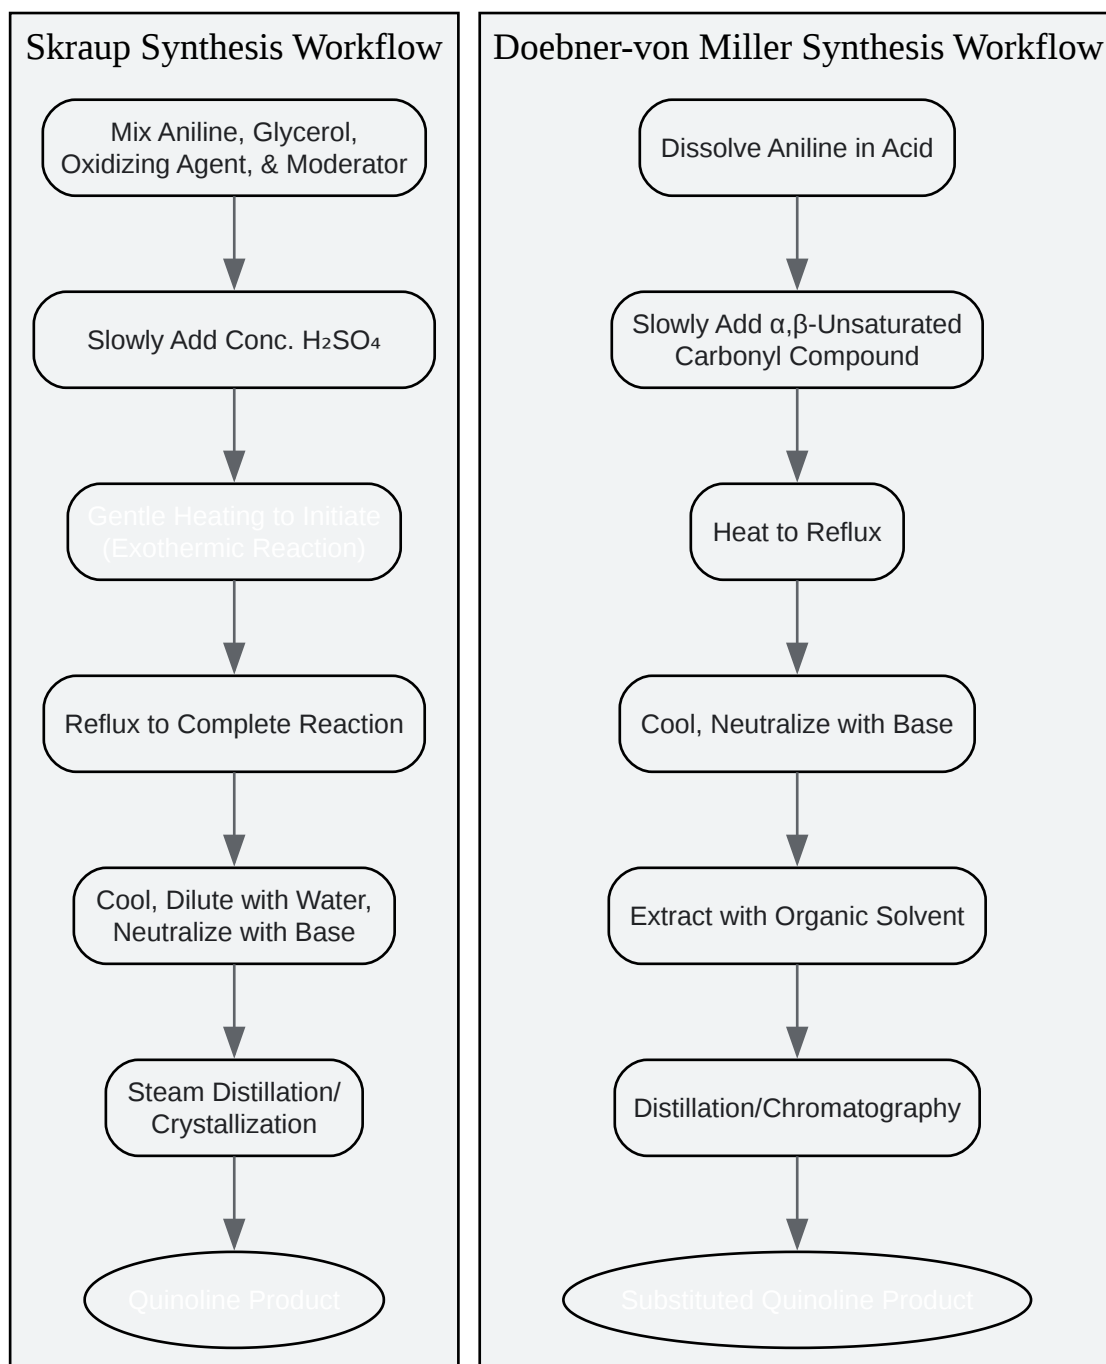 Skraup Synthesis Workflow
Mix Aniline, Glycerol,
Oxidizing Agent, & Moderator
Slowly Add Conc. H₂SO₄
Gentle Heating to Initiate
(Exothermic Reaction)
Reflux to Complete Reaction
Cool, Dilute with Water,
Neutralize with Base
Steam Distillation/
Crystallization
Quinoline Product
Doebner-von Miller Synthesis Workflow
Dissolve Aniline in Acid
Slowly Add α,β-Unsaturated
Carbonyl Compound
Heat to Reflux
Cool, Neutralize with Base
Extract with Organic Solvent
Distillation/Chromatography
Substituted Quinoline Product